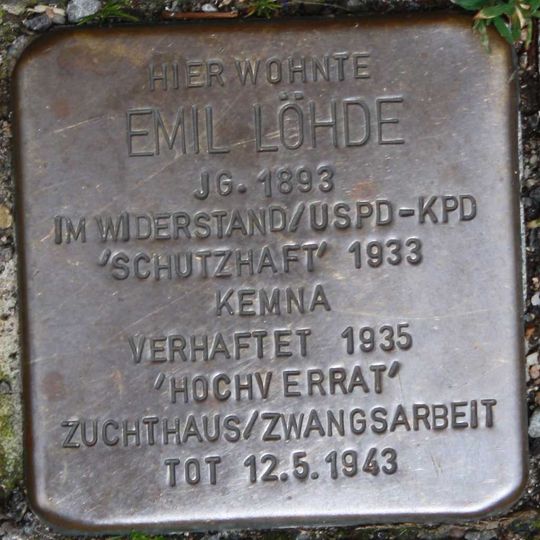 HIER WOHNTE
EMIL LÖHDE
JG. 1893
IM WIDERSTAND/USPD-KPD
'SCHUTZHAFT' 1933
KEMNA
VERHAFTET 1935
'HOCHVERRAT'
ZUCHTHAUS/ZWANGSARBEIT
TOT 12.5.1943